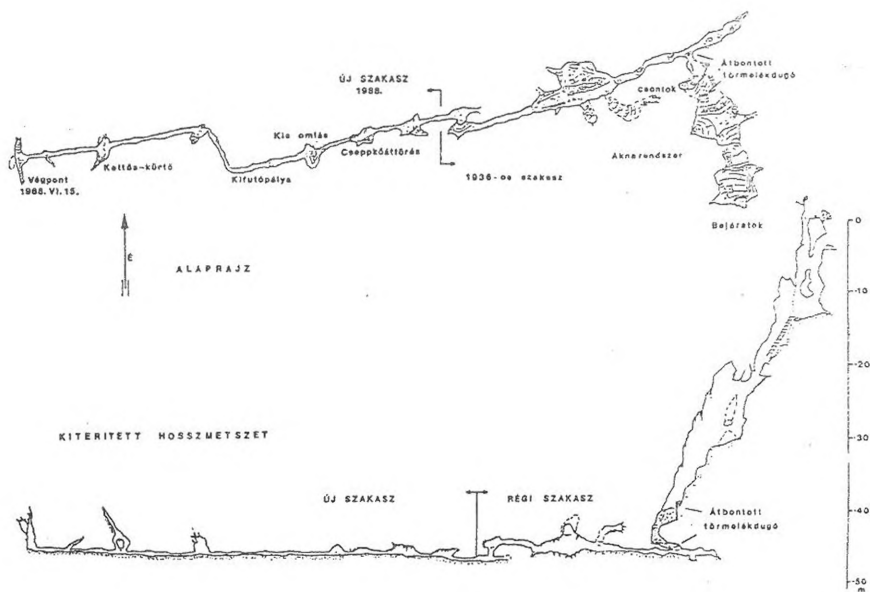 Átbontott
törmelékdugó
ÚJ SZAKASZ
1988.
Csontok
Kis omlás
Cseppkőáttörés
Aknarendszer
Kettős-kürtő
Kifutópálya
1936-os szakasz
Végpont
1988. VI. 15.
Bejáratok
É
ALAPRAJZ
0
-10
-20
-30
-40
-50
m
KITERÍTETT HOSSZMETSZET
ÚJ SZAKASZ
RÉGI SZAKASZ
Átbontott
törmelékdugó